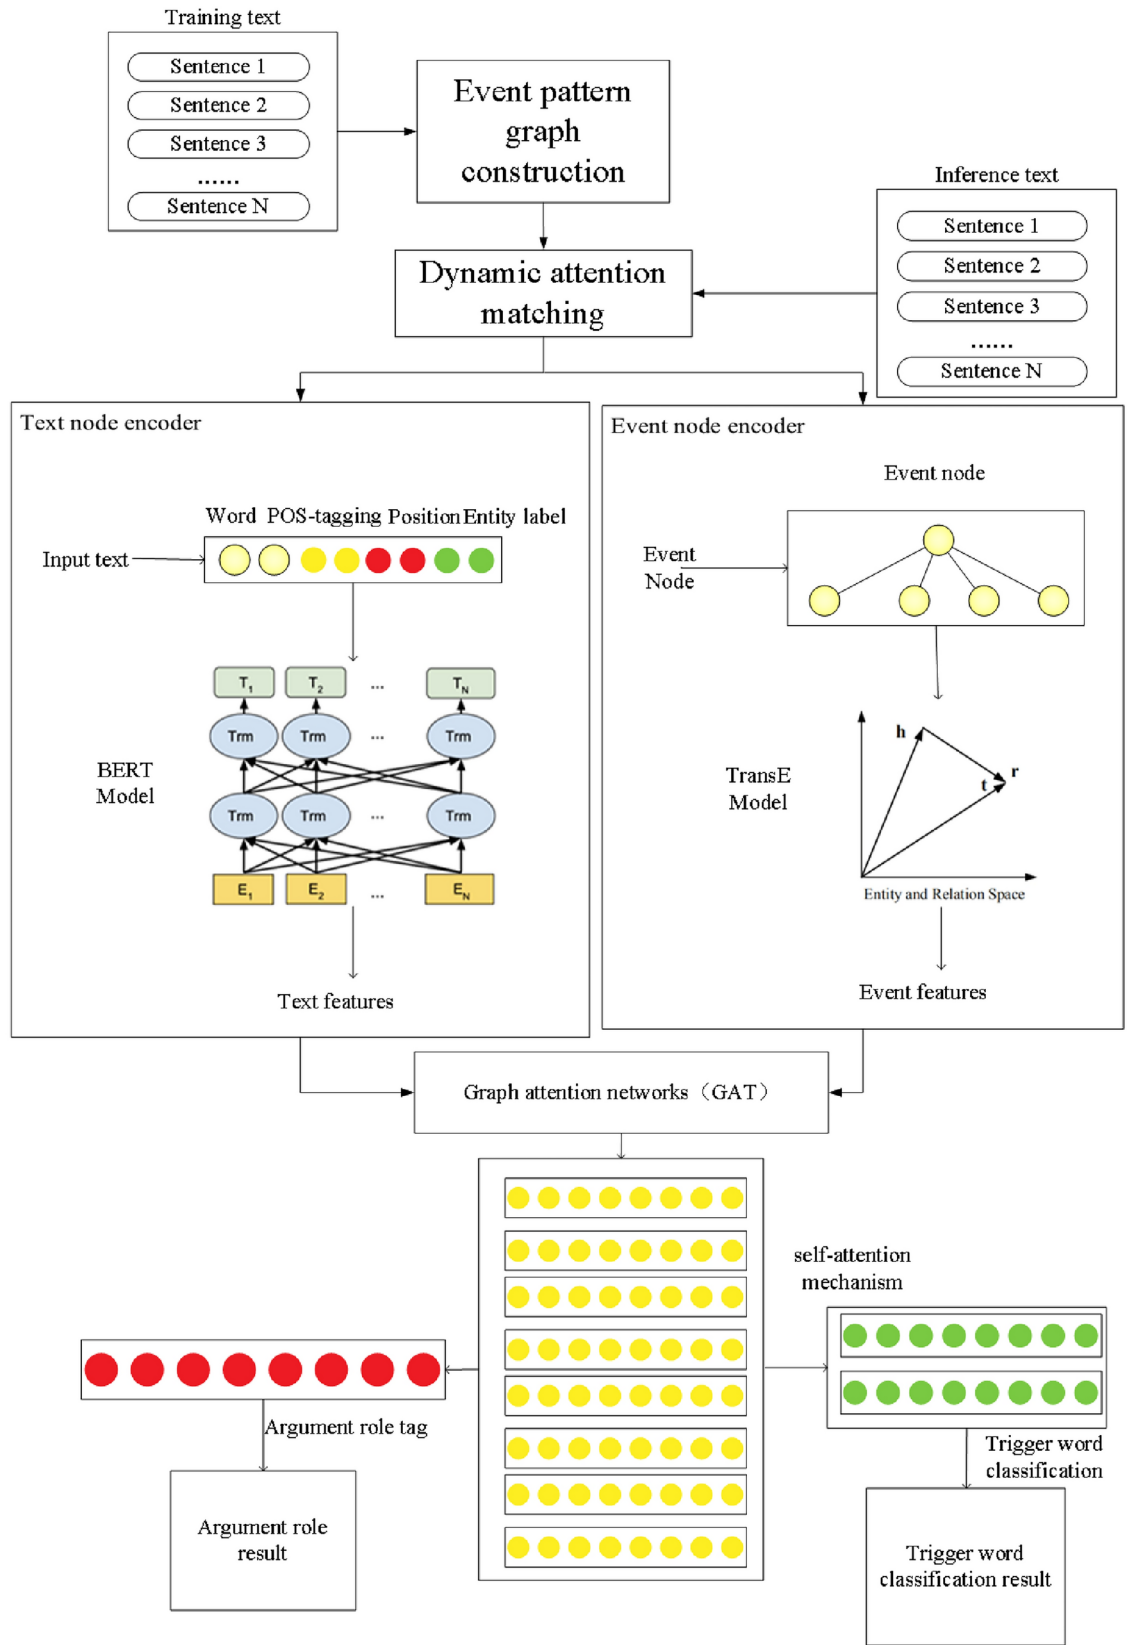 Training text
Sentence 1
Sentence 2
Sentence 3
......
Sentence N
Event pattern
graph
construction
Inference text
Sentence 1
Sentence 2
Sentence 3
......
Sentence N
Dynamic attention
matching
Text node encoder
Word POS-tagging Position Entity label
Input text
T1 T2 ... TN
Trm Trm ... Trm
BERT
Model
Trm Trm ... Trm
E1 E2 ... EN
Text features
Event node encoder
Event node
Event
Node
h
r
t
TransE
Model
Entity and Relation Space
Event features
Graph attention networks（GAT）
self-attention
mechanism
Argument role tag
Argument role
result
Trigger word
classification
Trigger word
classification result